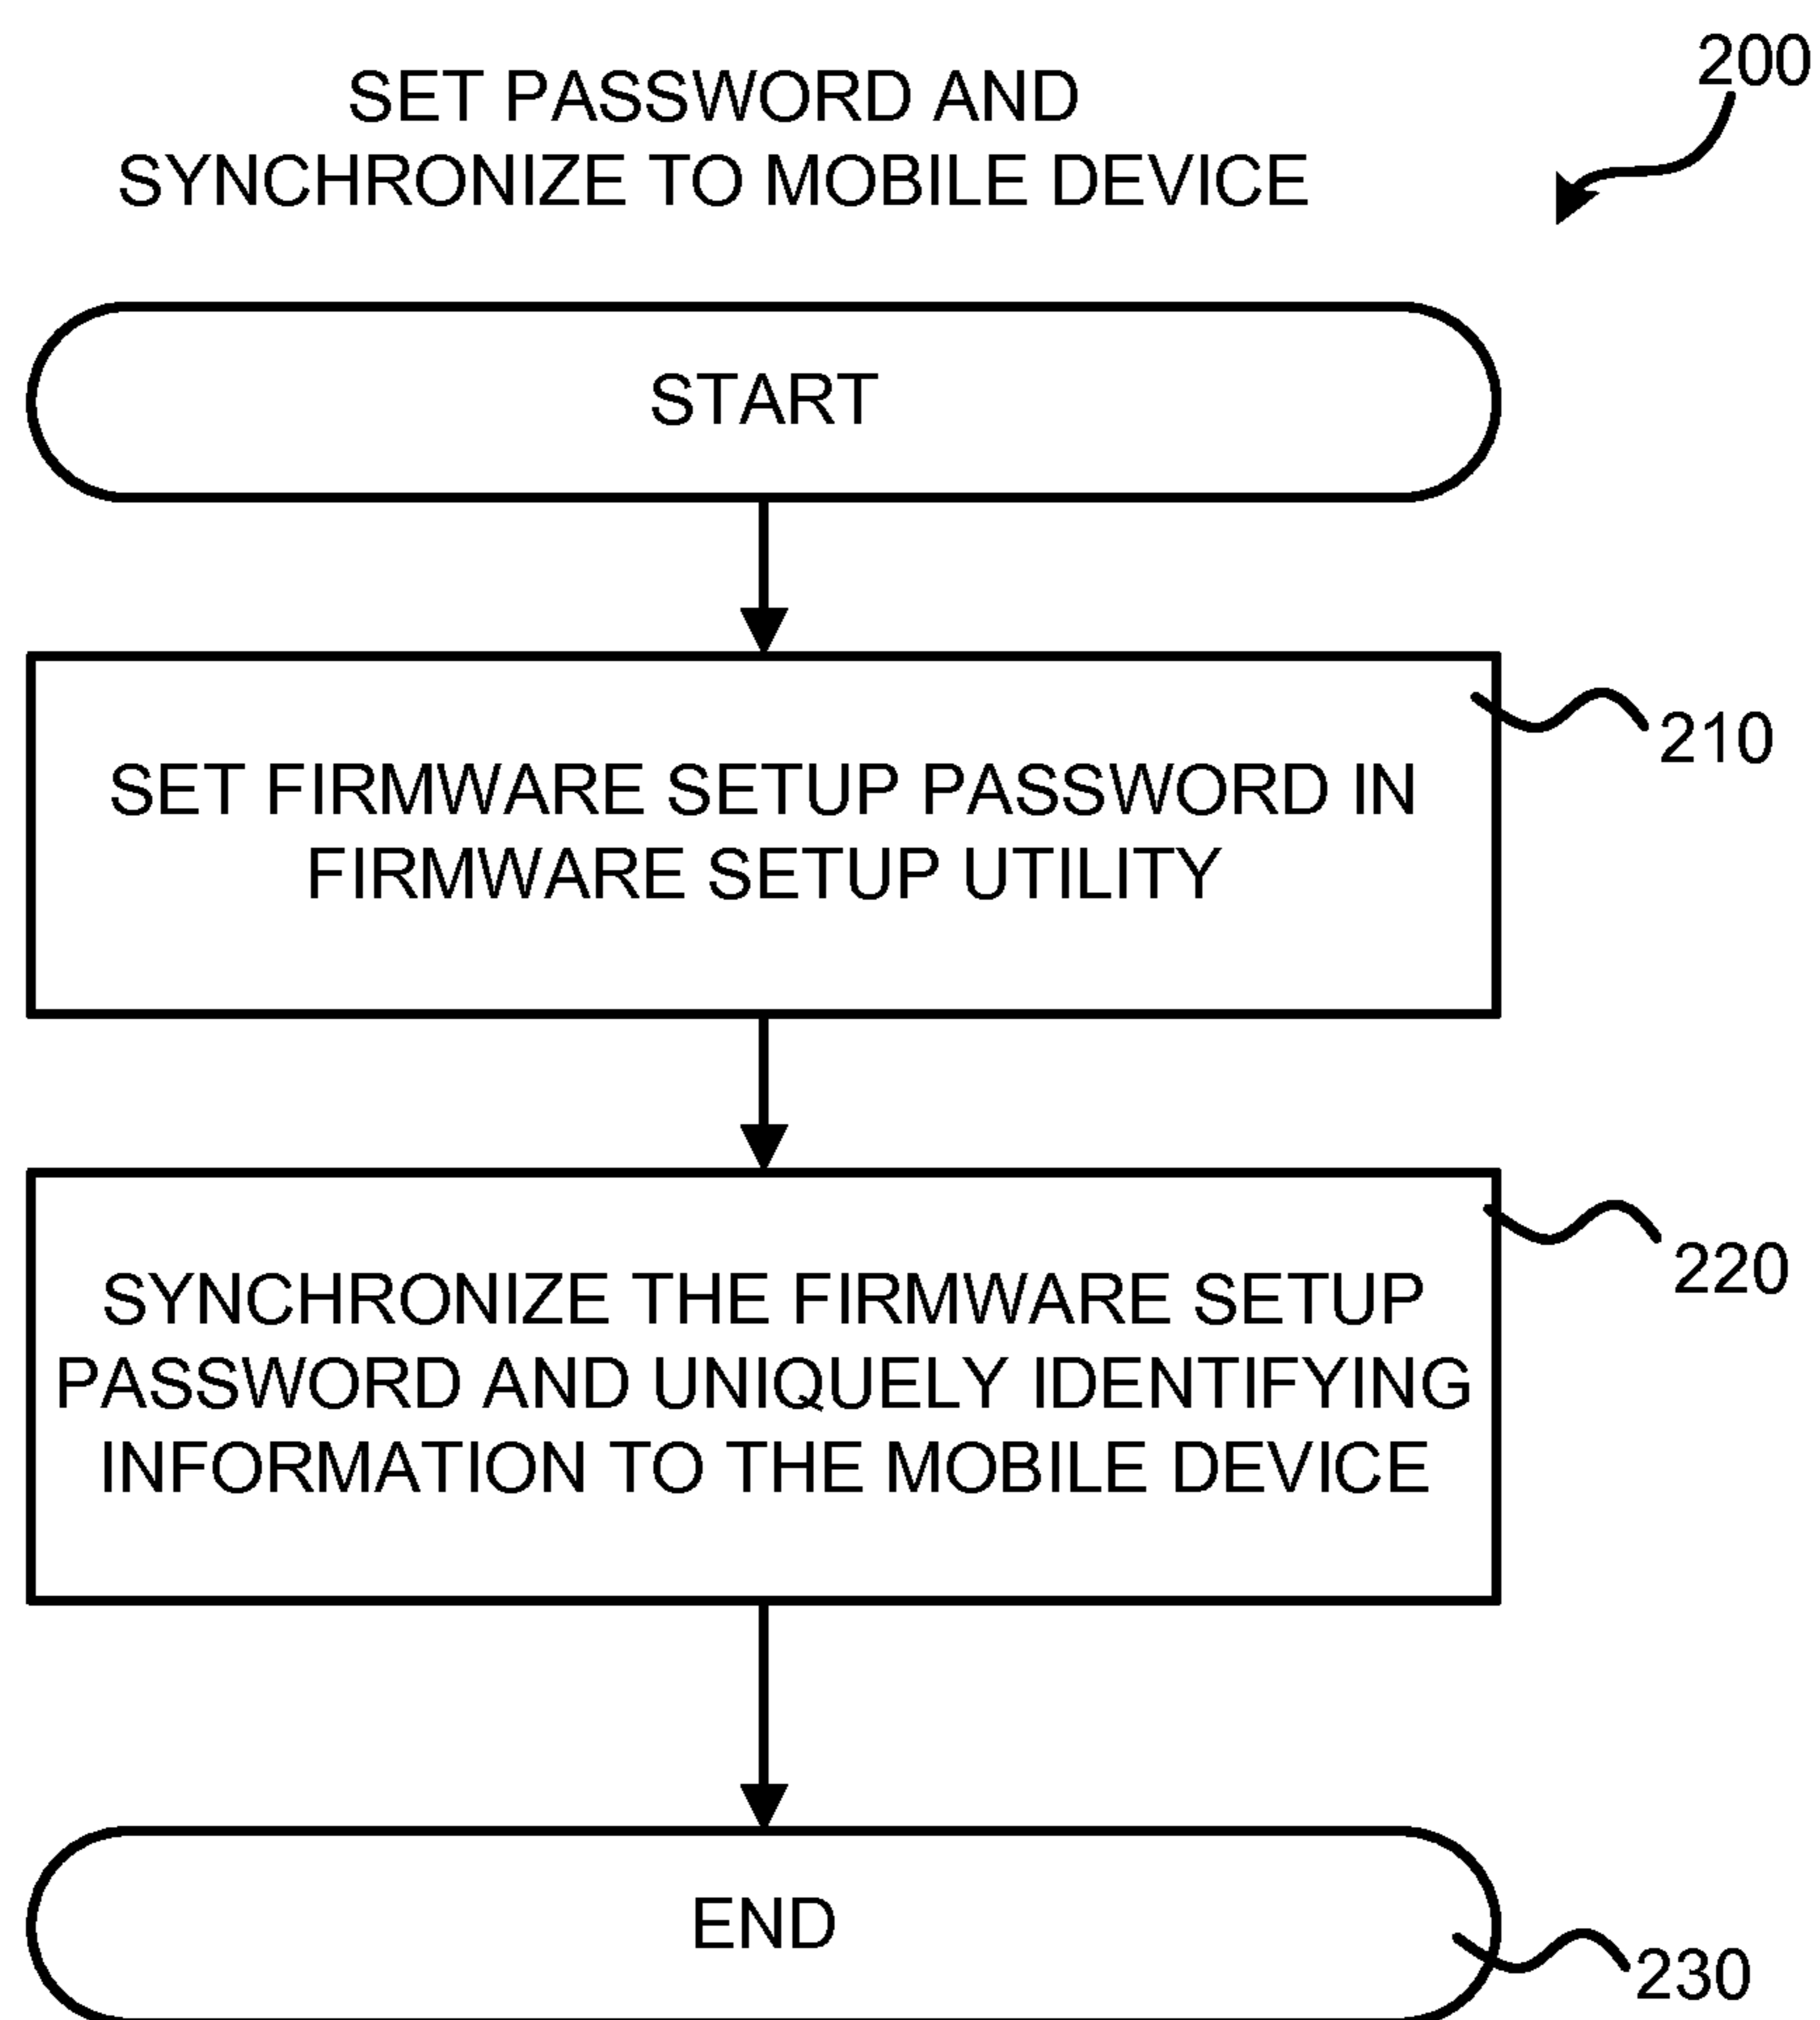 200
SET PASSWORD AND
SYNCHRONIZE TO MOBILE DEVICE
START
SET FIRMWARE SETUP PASSWORD IN
FIRMWARE SETUP UTILITY
210
SYNCHRONIZE THE FIRMWARE SETUP
PASSWORD AND UNIQUELY IDENTIFYING
INFORMATION TO THE MOBILE DEVICE
220
END
230